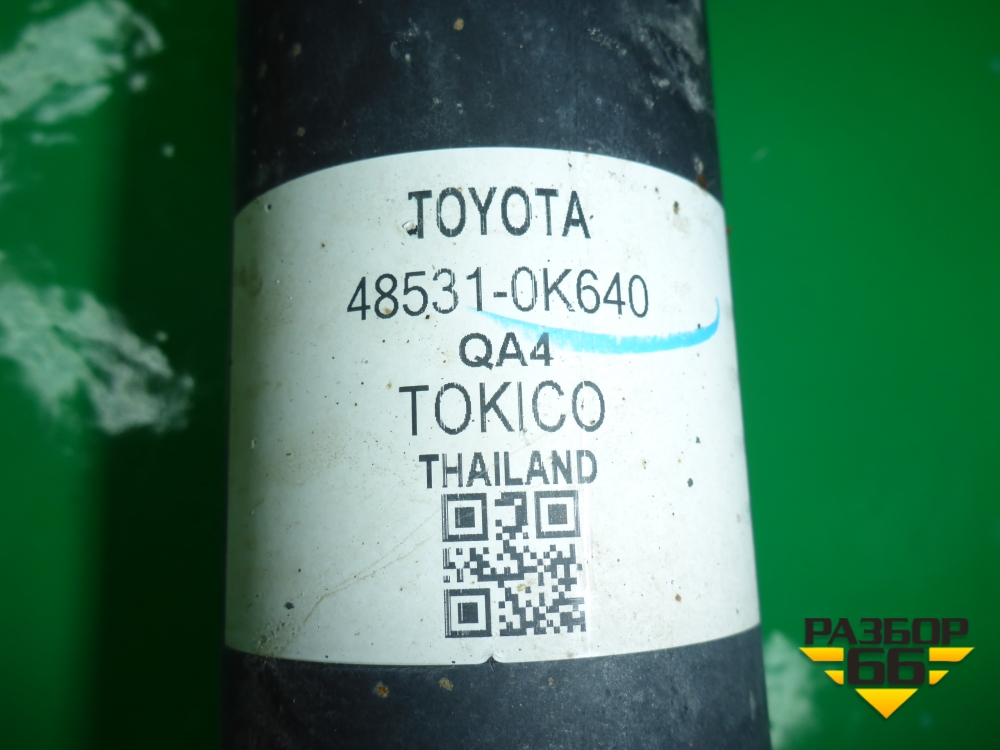 TOYOTA
48531-0K640
QA4
TOKICO
THAILAND
РАЗБОР
66